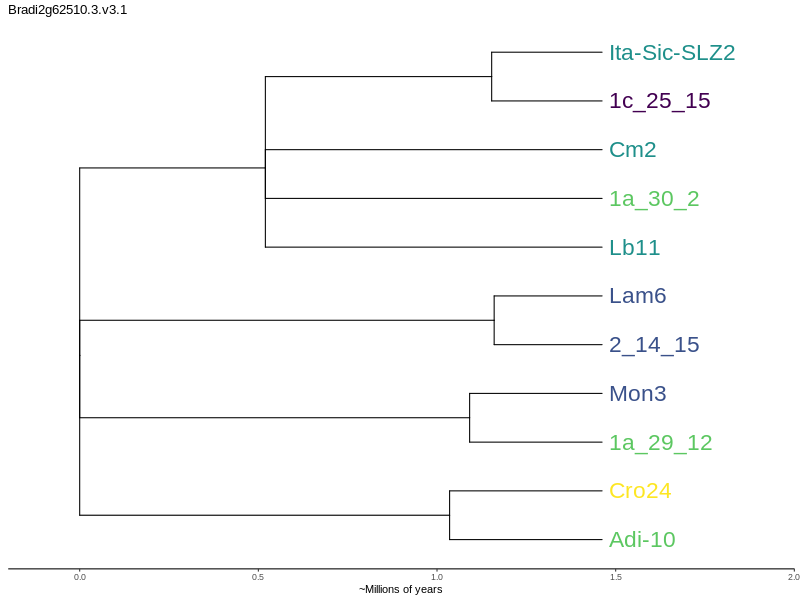 Bradi2g62510.3.v3.1
Ita-Sic-SLZ2
1c_25_15
Cm2
1a_30_2
Lb11
Lam6
2_14_15
Mon3
1a_29_12
Cro24
Adi-10
0.0 0.5 1.0 1.5 2.0
~Millions of years